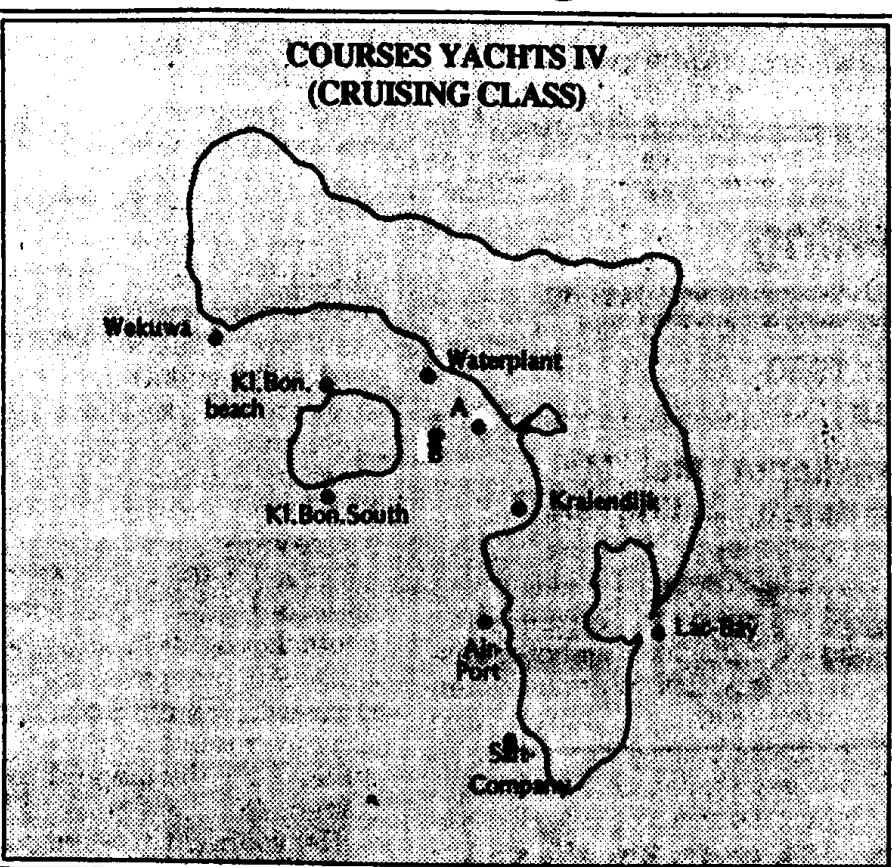 COURSES YACHTS IV
(CRUISING CLASS)
Wekuwa
Waterplant
Kl.Bon.
beach
A
B
Kralendijk
Kl.Bon.South
Lac-Bay
Air-
Port
Salt-
Company